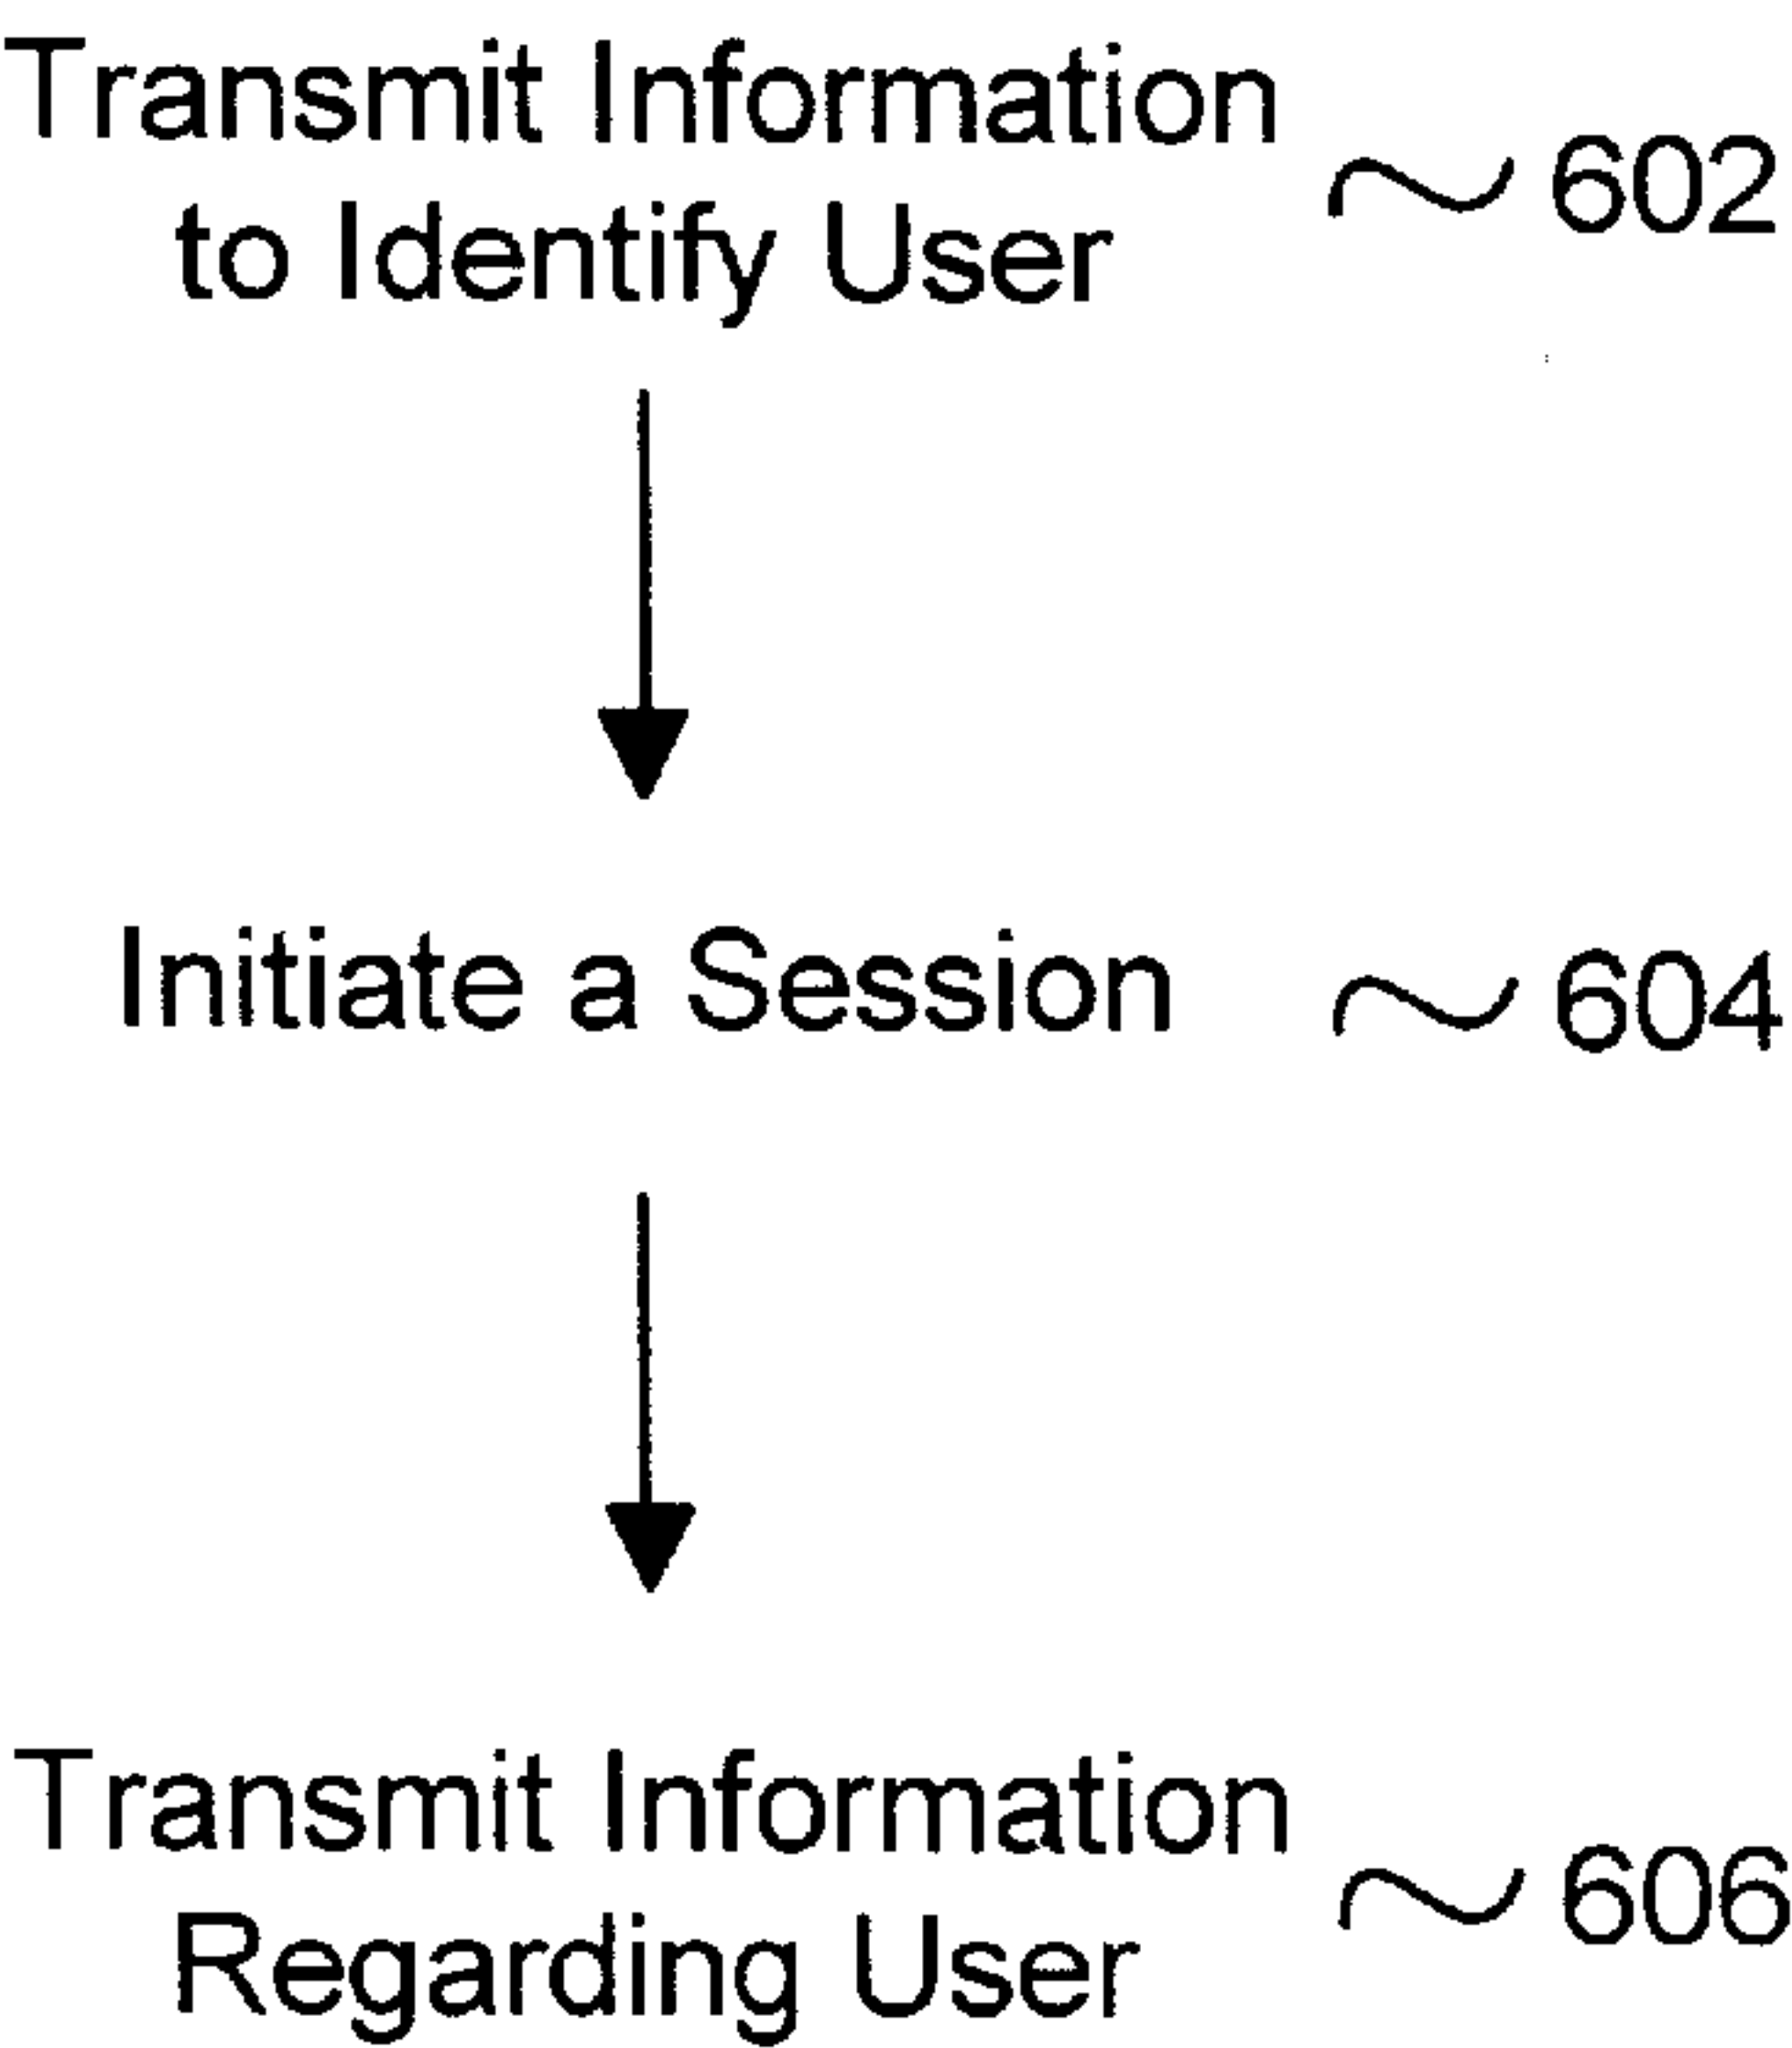 Transmit Information
to Identify User
602
Initiate a Session
604
Transmit Information
Regarding User
606